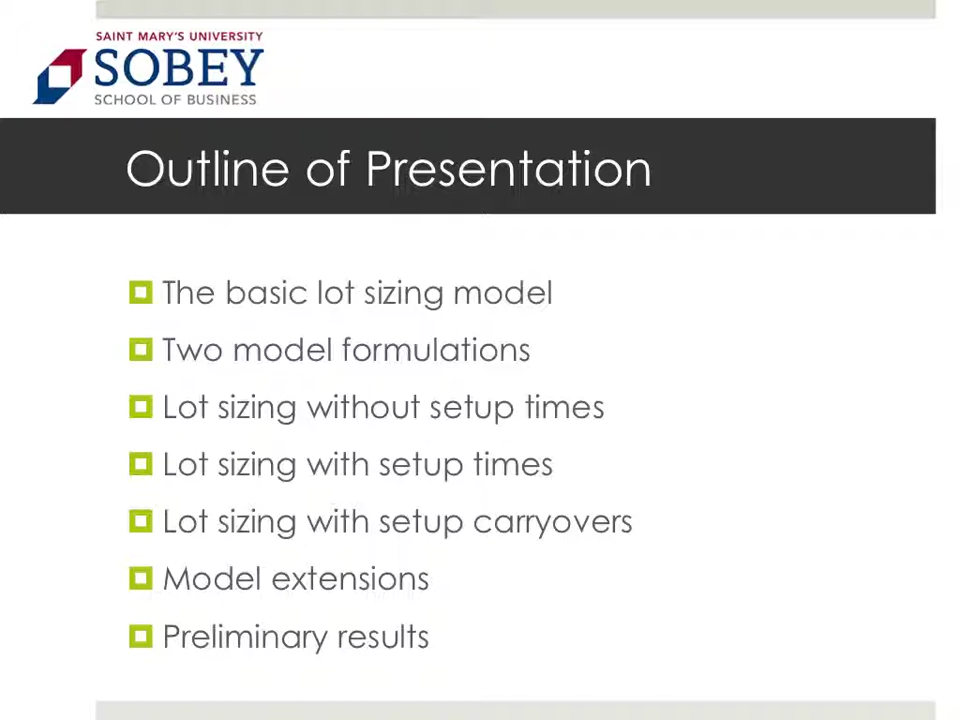 SAINT MARY'S UNIVERSITY
SOBEY
SCHOOL OF BUSINESS
Outline of Presentation
The basic lot sizing model
Two model formulations
Lot sizing without setup times
Lot sizing with setup times
Lot sizing with setup carryovers
Model extensions
Preliminary results